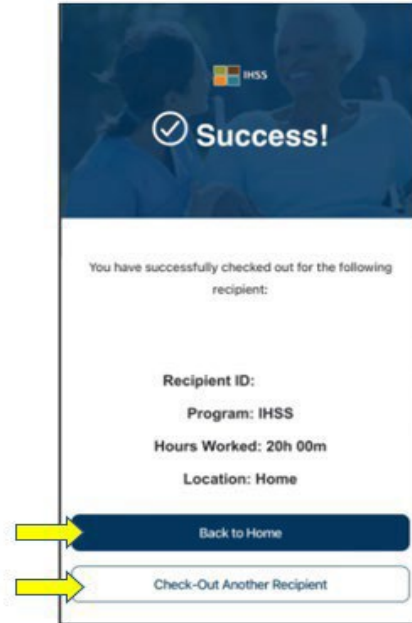 IHSS
Success!
You have successfully checked out for the following
recipient:
Recipient ID:
Program: IHSS
Hours Worked: 20h 00m
Location: Home
Back to Home
Check-Out Another Recipient